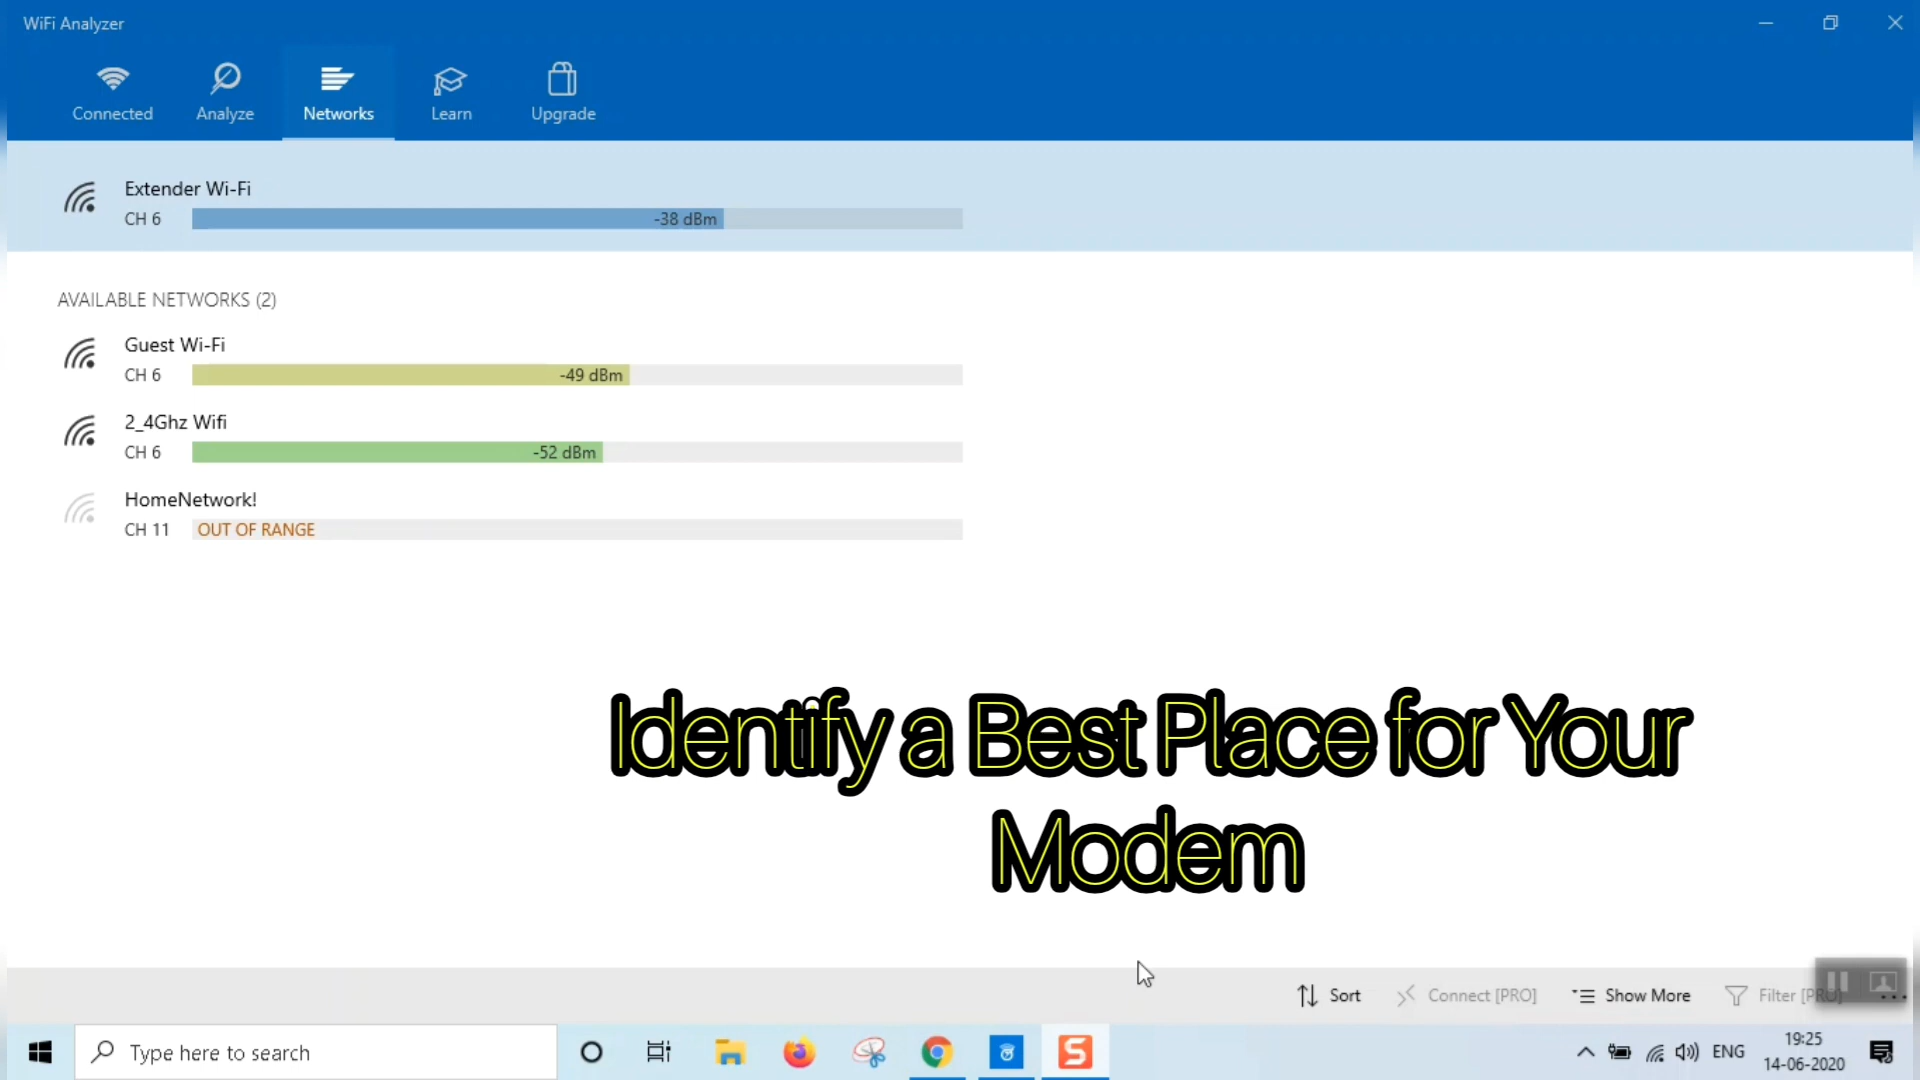 WiFi Analyzer
Connected Analyze Networks Learn Upgrade
Extender Wi-Fi
CH 6 -38 dBm
AVAILABLE NETWORKS (2)
Guest Wi-Fi
CH 6 -49 dBm
2_4Ghz Wifi
CH 6 -52 dBm
HomeNetwork!
CH 11 OUT OF RANGE
Identify a Best Place for Your
Modem
Sort Connect [PRO] Show More Filter [PRO]
Type here to search
ENG
19:25
14-06-2020